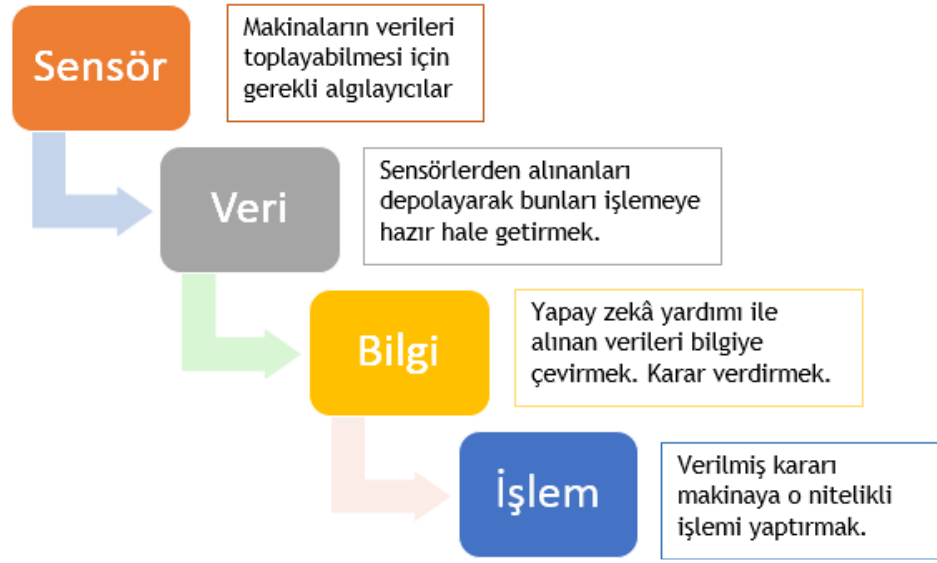 Sensör
Makinaların verileri
toplayabilmesi için
gerekli algılayıcılar
Veri
Sensörlerden alınanları
depolayarak bunları işlemeye
hazır hale getirmek.
Bilgi
Yapay zekâ yardımı ile
alınan verileri bilgiye
çevirmek. Karar verdirmek.
İşlem
Verilmiş kararı
makinaya o nitelikli
işlemi yaptırmak.